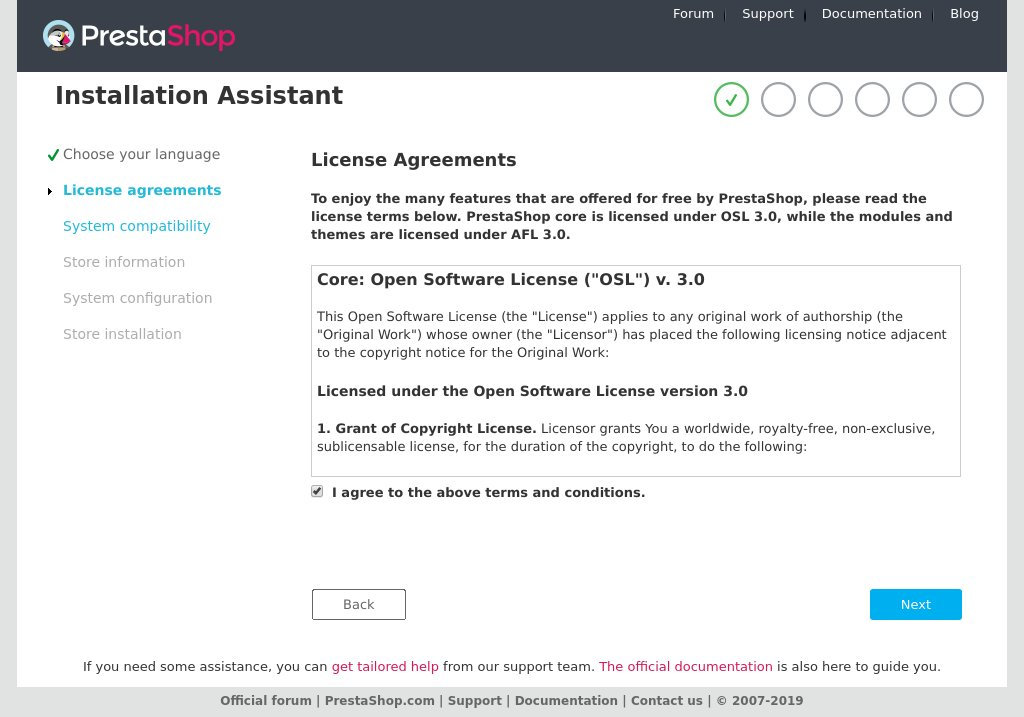 Forum | Support | Documentation | Blog
PrestaShop
Installation Assistant
Choose your language
License agreements
System compatibility
Store information
System configuration
Store installation
License Agreements
To enjoy the many features that are offered for free by PrestaShop, please read the
license terms below. PrestaShop core is licensed under OSL 3.0, while the modules and
themes are licensed under AFL 3.0.
Core: Open Software License ("OSL") v. 3.0
This Open Software License (the "License") applies to any original work of authorship (the
"Original Work") whose owner (the "Licensor") has placed the following licensing notice adjacent
to the copyright notice for the Original Work:
Licensed under the Open Software License version 3.0
1. Grant of Copyright License. Licensor grants You a worldwide, royalty-free, non-exclusive,
sublicensable license, for the duration of the copyright, to do the following:
I agree to the above terms and conditions.
Back
Next
If you need some assistance, you can get tailored help from our support team. The official documentation is also here to guide you.
Official forum | PrestaShop.com | Support | Documentation | Contact us | © 2007-2019